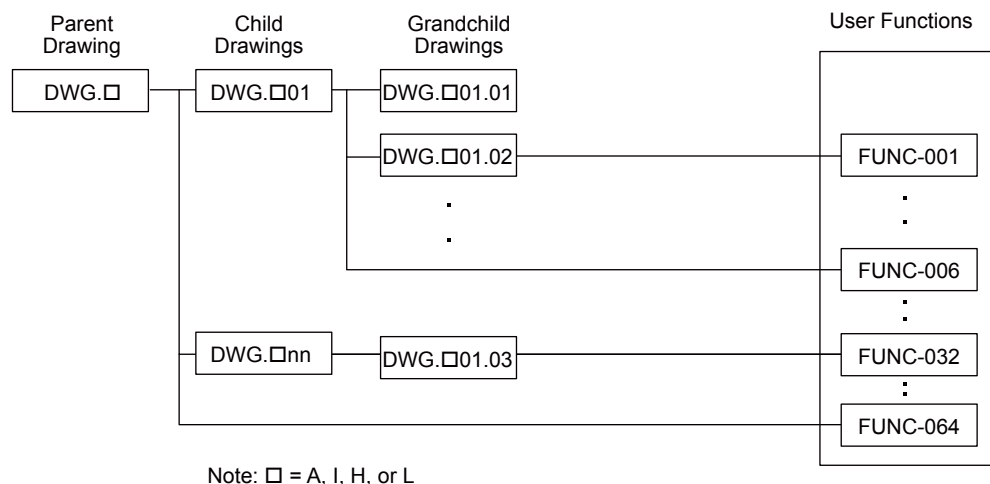 Parent
Drawing
Child
Drawings
Grandchild
Drawings
User Functions
DWG.□
DWG.□01
DWG.□01.01
DWG.□01.02
FUNC-001
.
.
.
.
FUNC-006
.
.
DWG.□nn
DWG.□01.03
FUNC-032
:
FUNC-064
Note: □ = A, I, H, or L